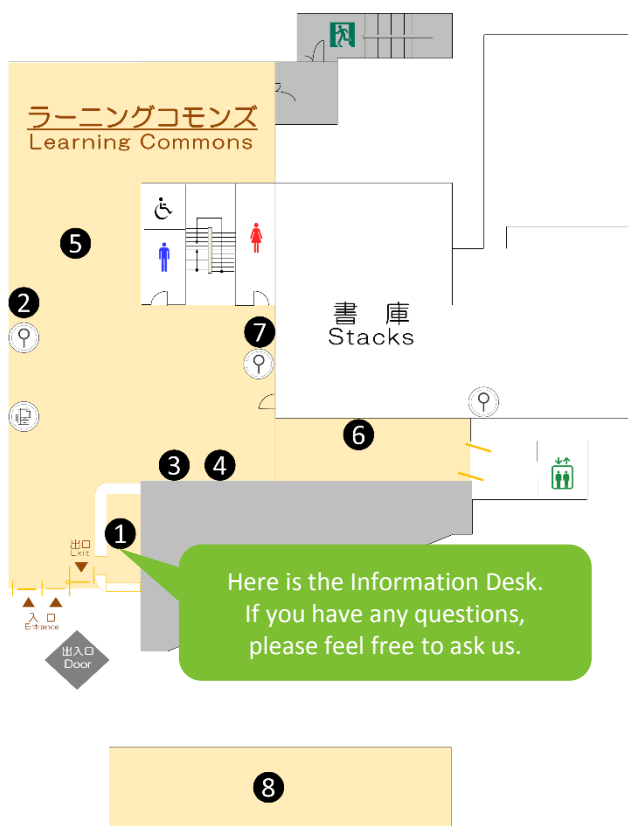 ラーニングコモンズ
Learning Commons
5
2
7
書 庫
Stacks
6
3
4
1
出口
Exit
Here is the Information Desk.
If you have any questions,
please feel free to ask us.
入 口
Entrance
出入口
Door
8